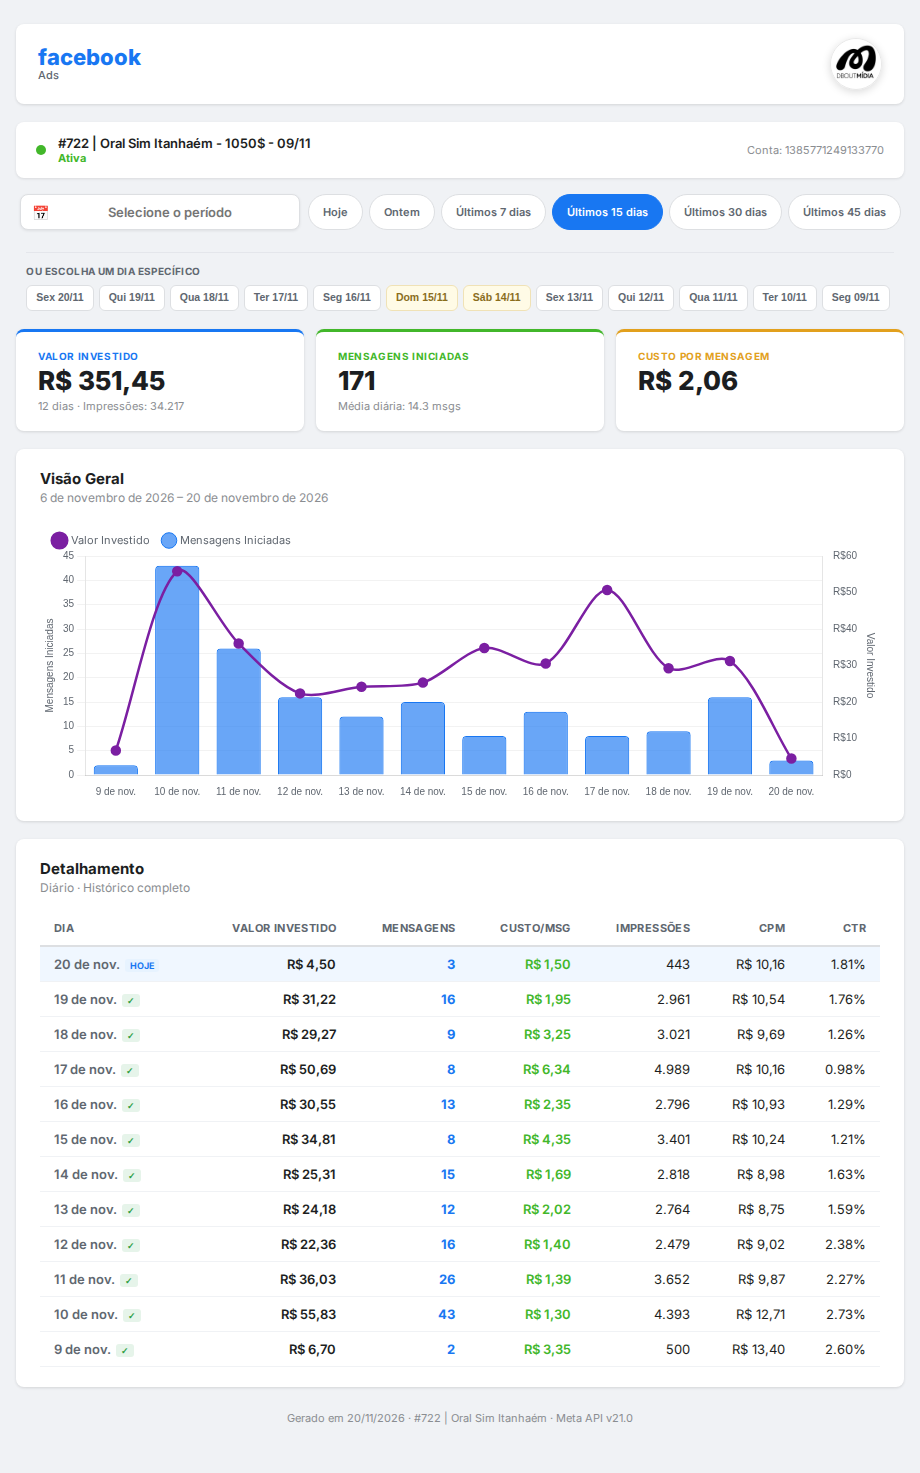 facebook
Ads
DBOUTMÍDIA
#722 | Oral Sim Itanhaém - 1050$ - 09/11
Ativa
Conta: 1385771249133770
Selecione o período
Hoje
Ontem
Últimos 7 dias
Últimos 15 dias
Últimos 30 dias
Últimos 45 dias
OU ESCOLHA UM DIA ESPECÍFICO
Sex 20/11
Qui 19/11
Qua 18/11
Ter 17/11
Seg 16/11
Dom 15/11
Sáb 14/11
Sex 13/11
Qui 12/11
Qua 11/11
Ter 10/11
Seg 09/11
VALOR INVESTIDO
R$ 351,45
12 dias · Impressões: 34.217
MENSAGENS INICIADAS
171
Média diária: 14.3 msgs
CUSTO POR MENSAGEM
R$ 2,06
Visão Geral
6 de novembro de 2026 – 20 de novembro de 2026
Valor Investido
Mensagens Iniciadas
Mensagens Iniciadas
45
40
35
30
25
20
15
10
5
0
R$60
R$50
R$40
R$30
R$20
R$10
R$0
Valor Investido
9 de nov.
10 de nov.
11 de nov.
12 de nov.
13 de nov.
14 de nov.
15 de nov.
16 de nov.
17 de nov.
18 de nov.
19 de nov.
20 de nov.
Detalhamento
Diário · Histórico completo
DIA VALOR INVESTIDO MENSAGENS CUSTO/MSG IMPRESSÕES CPM CTR
20 de nov. HOJE R$ 4,50 3 R$ 1,50 443 R$ 10,16 1.81%
19 de nov. ✓ R$ 31,22 16 R$ 1,95 2.961 R$ 10,54 1.76%
18 de nov. ✓ R$ 29,27 9 R$ 3,25 3.021 R$ 9,69 1.26%
17 de nov. ✓ R$ 50,69 8 R$ 6,34 4.989 R$ 10,16 0.98%
16 de nov. ✓ R$ 30,55 13 R$ 2,35 2.796 R$ 10,93 1.29%
15 de nov. ✓ R$ 34,81 8 R$ 4,35 3.401 R$ 10,24 1.21%
14 de nov. ✓ R$ 25,31 15 R$ 1,69 2.818 R$ 8,98 1.63%
13 de nov. ✓ R$ 24,18 12 R$ 2,02 2.764 R$ 8,75 1.59%
12 de nov. ✓ R$ 22,36 16 R$ 1,40 2.479 R$ 9,02 2.38%
11 de nov. ✓ R$ 36,03 26 R$ 1,39 3.652 R$ 9,87 2.27%
10 de nov. ✓ R$ 55,83 43 R$ 1,30 4.393 R$ 12,71 2.73%
9 de nov. ✓ R$ 6,70 2 R$ 3,35 500 R$ 13,40 2.60%
Gerado em 20/11/2026 · #722 | Oral Sim Itanhaém · Meta API v21.0